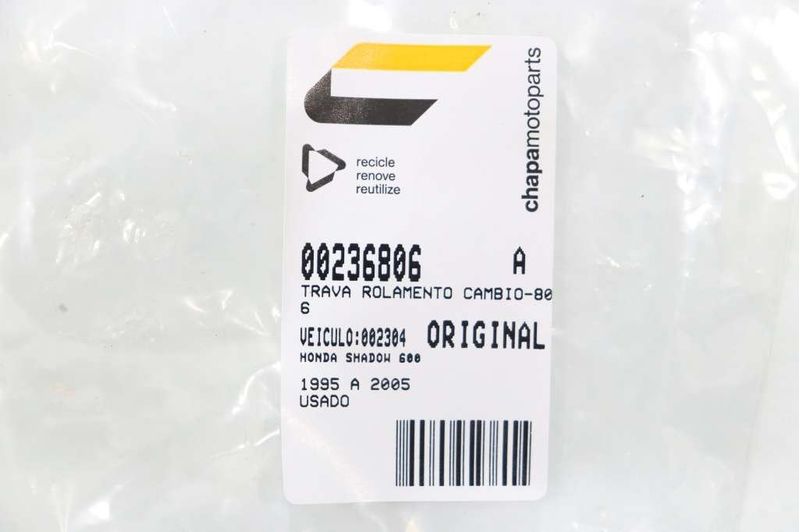 chapamotoparts
recicle
renove
reutilize
00236806 A
TRAVA ROLAMENTO CAMBIO-80
6
VEICULO:002304 ORIGINAL
HONDA SHADOW 600
1995 A 2005
USADO